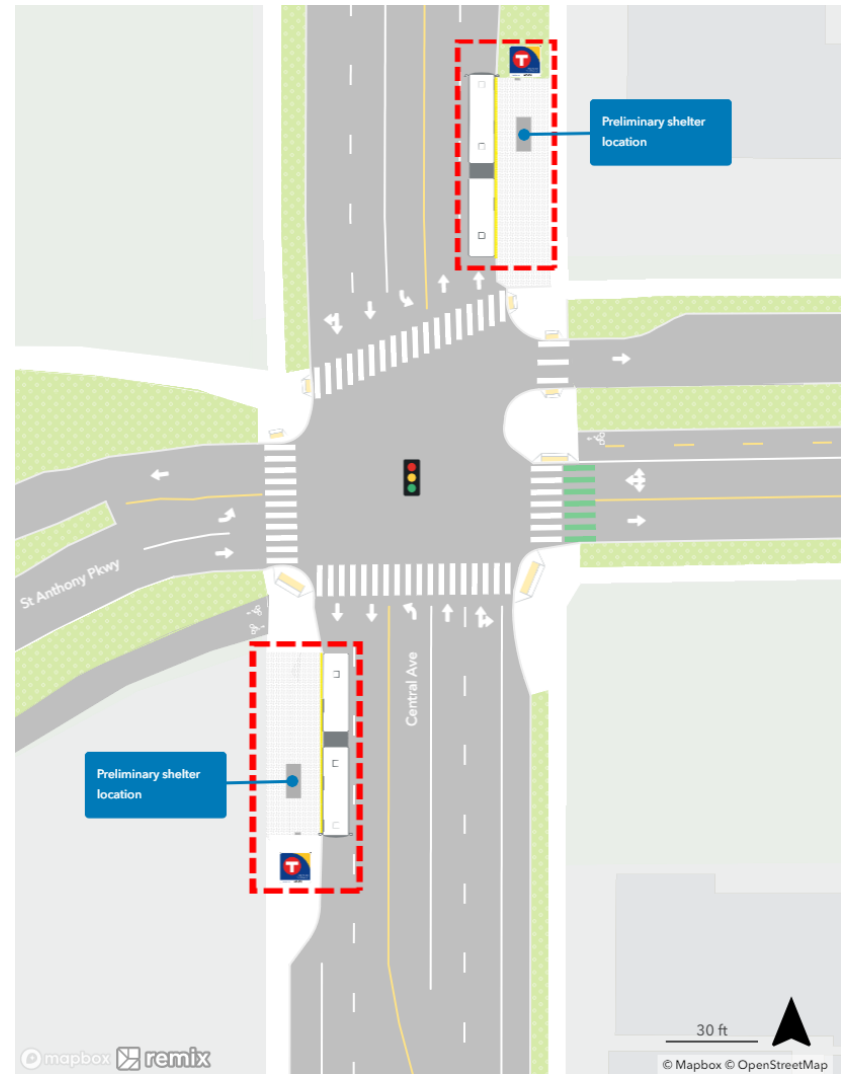 Preliminary shelter
location
St Anthony Pkwy
Central Ave
Preliminary shelter
location
30 ft
mapbox remix
© Mapbox © OpenStreetMap